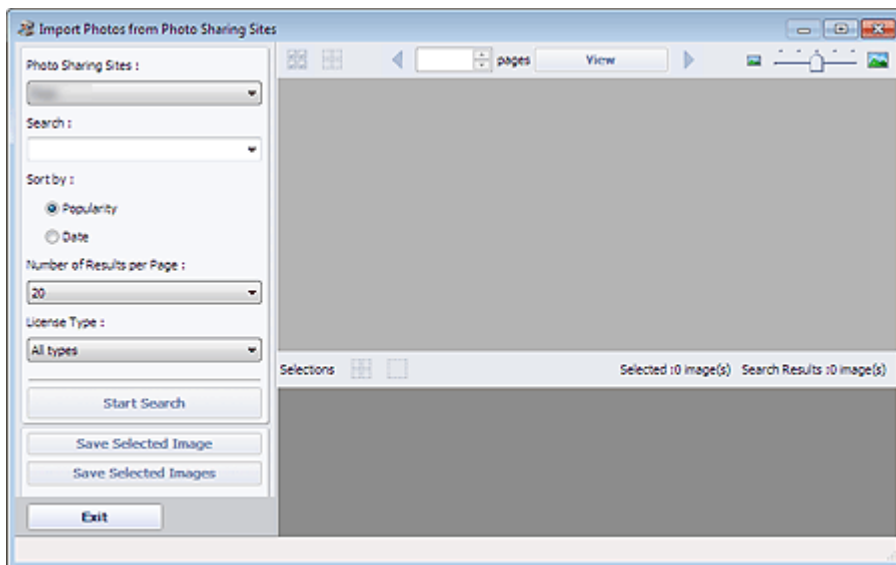 Import Photos from Photo Sharing Sites
Photo Sharing Sites :
Search :
Sort by :
Popularity
Date
Number of Results per Page :
20
License Type :
All types
Start Search
Save Selected Image
Save Selected Images
Exit
pages View
Selections Selected :0 image(s) Search Results :0 image(s)